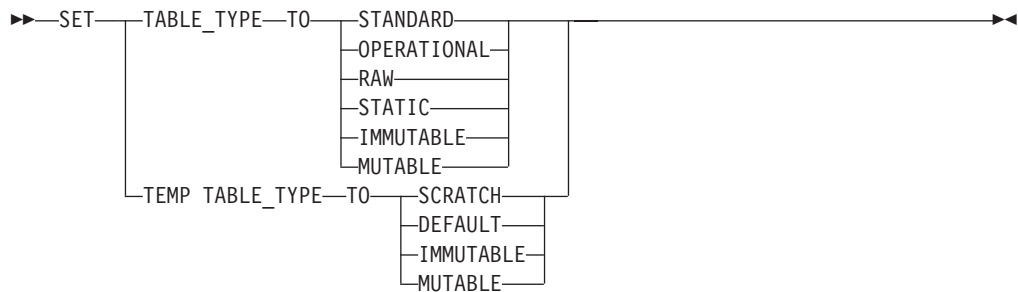 SET TABLE_TYPE TO STANDARD
OPERATIONAL
RAW
STATIC
IMMUTABLE
MUTABLE
TEMP TABLE_TYPE TO SCRATCH
DEFAULT
IMMUTABLE
MUTABLE